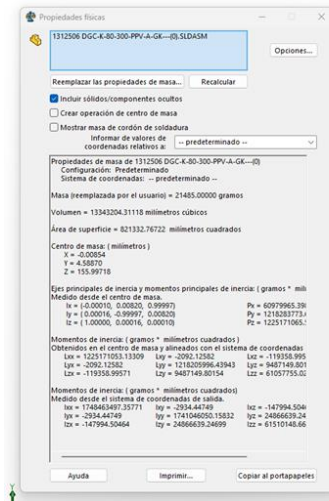 Propiedades físicas
1312506 DGC-K-80-300-PPV-A-GK---(0).SLDASM
Opciones...
Reemplazar las propiedades de masa...
Recalcular
Incluir sólidos/componentes ocultos
Crear operación de centro de masa
Mostrar masa de cordón de soldadura
Informar de valores de
coordenadas relativos a:
-- predeterminado --
Propiedades de masa de 1312506 DGC-K-80-300-PPV-A-GK---(0)
Configuración: Predeterminado
Sistema de coordenadas: -- predeterminado --
Masa (reemplazada por el usuario) = 21485.00000 gramos
Volumen = 13343204.31118 milímetros cúbicos
Área de superficie = 821332.76722 milímetros cuadrados
Centro de masa: ( milímetros )
X = -0.00854
Y = 4.58870
Z = 155.99718
Ejes principales de inercia y momentos principales de inercia: ( gramos * milí
Medido desde el centro de masa.
Ix = (-0.00010, 0.00820, 0.99997) Px = 60979965.39
Iy = ( 0.00016, -0.99997, 0.00820) Py = 1218283773.
Iz = ( 1.00000, 0.00016, 0.00010) Pz = 1225171065.
Momentos de inercia: ( gramos * milímetros cuadrados )
Obtenidos en el centro de masa y alineados con el sistema de coordenadas
Lxx = 1225171053.13309 Lxy = -2092.12582 Lxz = -119358.995
Lyx = -2092.12582 Lyy = 1218205996.43943 Lyz = 9487149.801
Lzx = -119358.99571 Lzy = 9487149.80154 Lzz = 61057755.02
Momentos de inercia: ( gramos * milímetros cuadrados)
Medido desde el sistema de coordenadas de salida.
Ixx = 1748463497.35771 Ixy = -2934.44749 Ixz = -147994.504
Iyx = -2934.44749 Iyy = 1741046050.15832 Iyz = 24866639.24
Izx = -147994.50464 Izy = 24866639.24699 Izz = 61510148.66
Ayuda
Imprimir...
Copiar al portapapeles